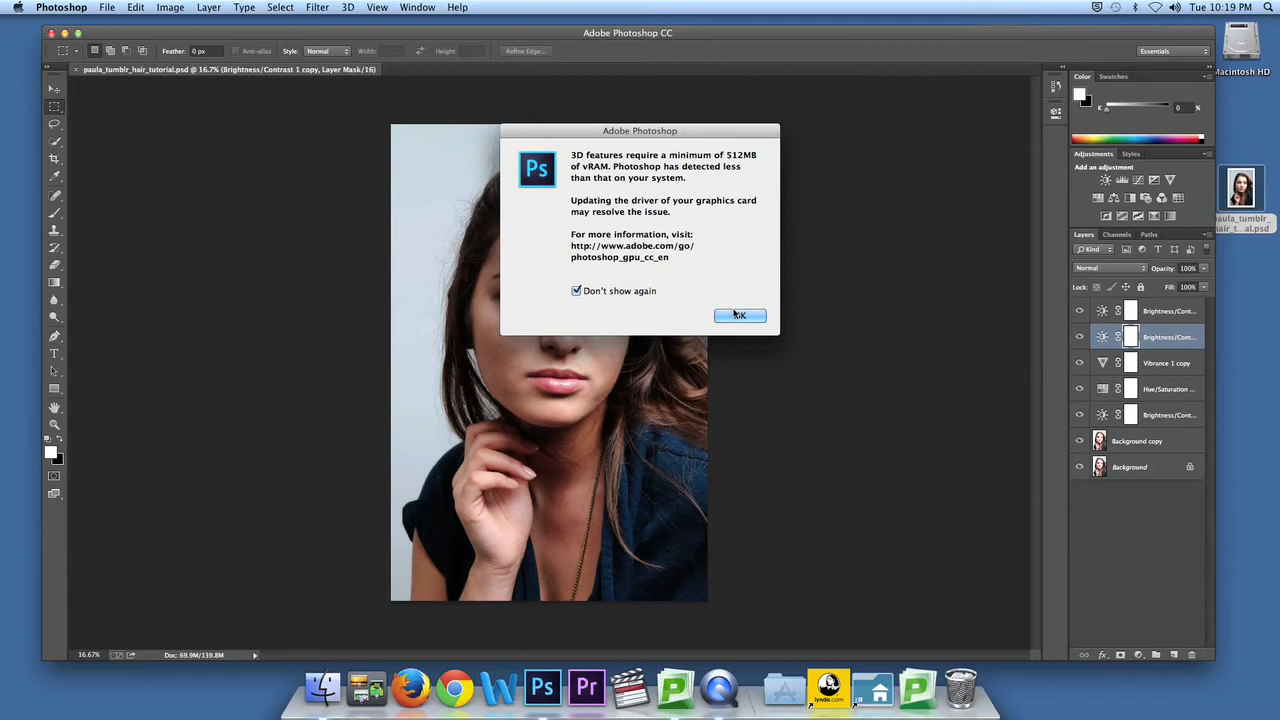 Photoshop File Edit Image Layer Type Select Filter 3D View Window Help Tue 10:19 PM
Adobe Photoshop CC
Feather: 0 px Anti-alias Style: Normal Width: Height: Refine Edge... Essentials
paula_tumblr_hair_tutorial.psd @ 16.7% (Brightness/Contrast 1 copy, Layer Mask/16)
Adobe Photoshop
Ps
3D features require a minimum of 512MB
of vRAM. Photoshop has detected less
than that on your system.
Updating the driver of your graphics card
may resolve the issue.
For more information, visit:
http://www.adobe.com/go/
photoshop_gpu_cc_en
Don't show again
OK
Color Swatches
K 0 %
Adjustments Styles
Add an adjustment
Layers Channels Paths
Kind
Normal Opacity: 100%
Lock: Fill: 100%
Brightness/Cont...
Brightness/Cont...
Vibrance 1 copy
Hue/Saturation ...
Brightness/Cont...
Background copy
Background
Macintosh HD
paula_tumblr_
hair_t...al.psd
16.67% Doc: 69.9M/139.8M
W Ps Pr P lynda.com P